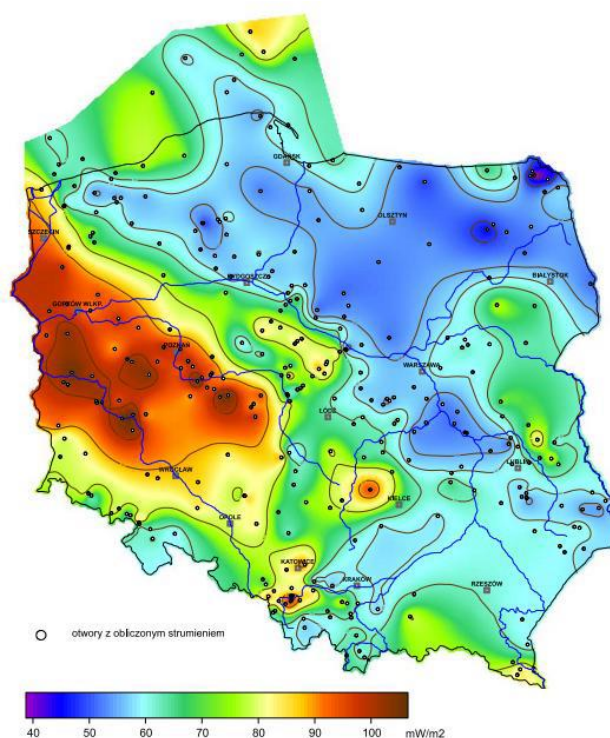 GDAŃSK
OLSZTYN
SZCZECIN
BYDGOSZCZ
BIAŁYSTOK
GORZÓW WLKP.
POZNAŃ
WARSZAWA
ŁÓDŹ
WROCŁAW
LUBLIN
KIELCE
OPOLE
KATOWICE
KRAKÓW
RZESZÓW
otwory z obliczonym strumieniem
40 50 60 70 80 90 100 mW/m2